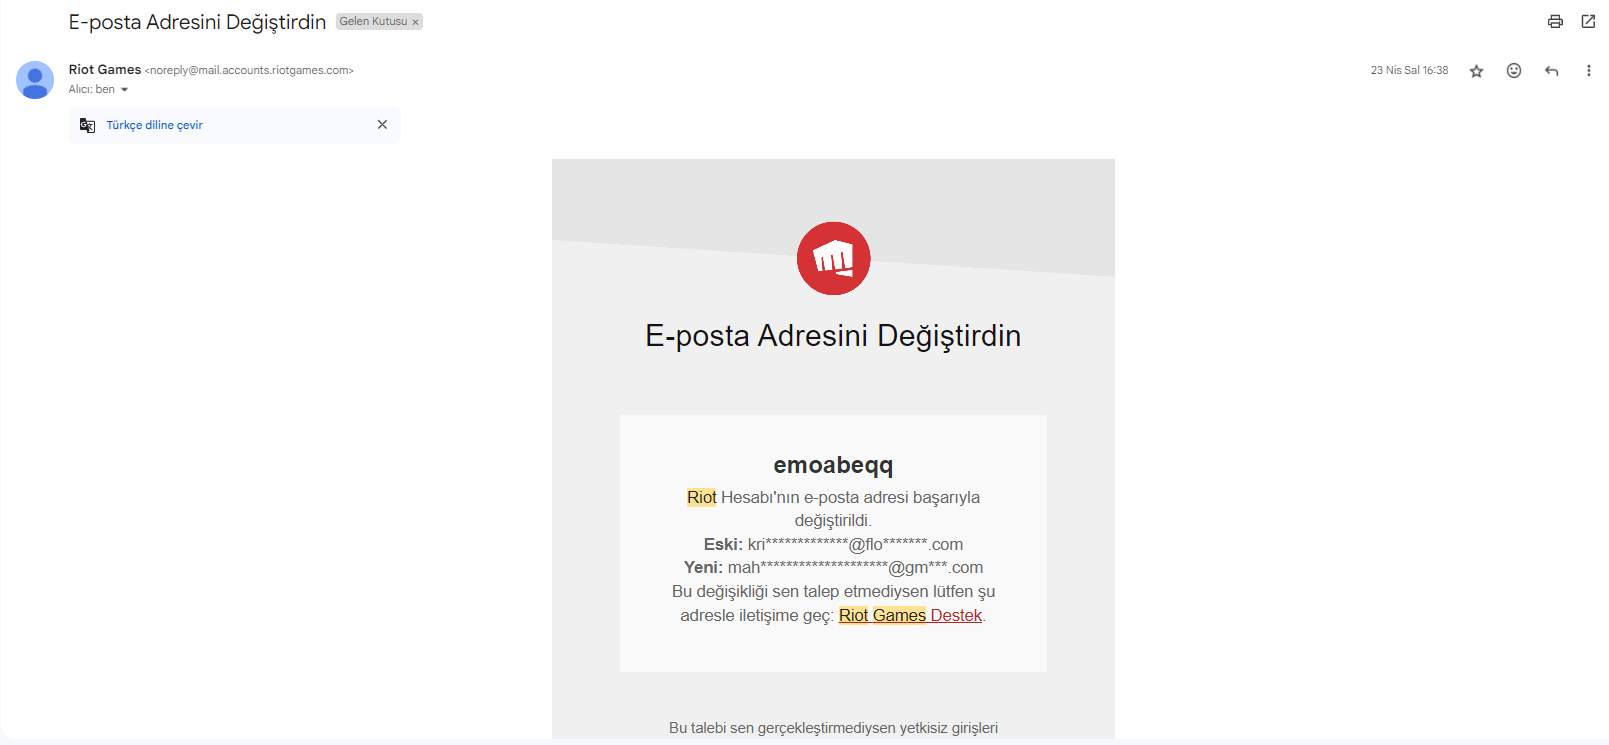 E-posta Adresini Değiştirdin Gelen Kutusu ×
Riot Games <noreply@mail.accounts.riotgames.com> 23 Nis Sal 16:38
Alıcı: ben
Türkçe diline çevir
E-posta Adresini Değiştirdin
emoabeqq
Riot Hesabı'nın e-posta adresi başarıyla
değiştirildi.
Eski: kri*************@flo*******.com
Yeni: mah********************@gm***.com
Bu değişikliği sen talep etmediysen lütfen şu
adresle iletişime geç: Riot Games Destek.
Bu talebi sen gerçekleştirmediysen yetkisiz girişleri